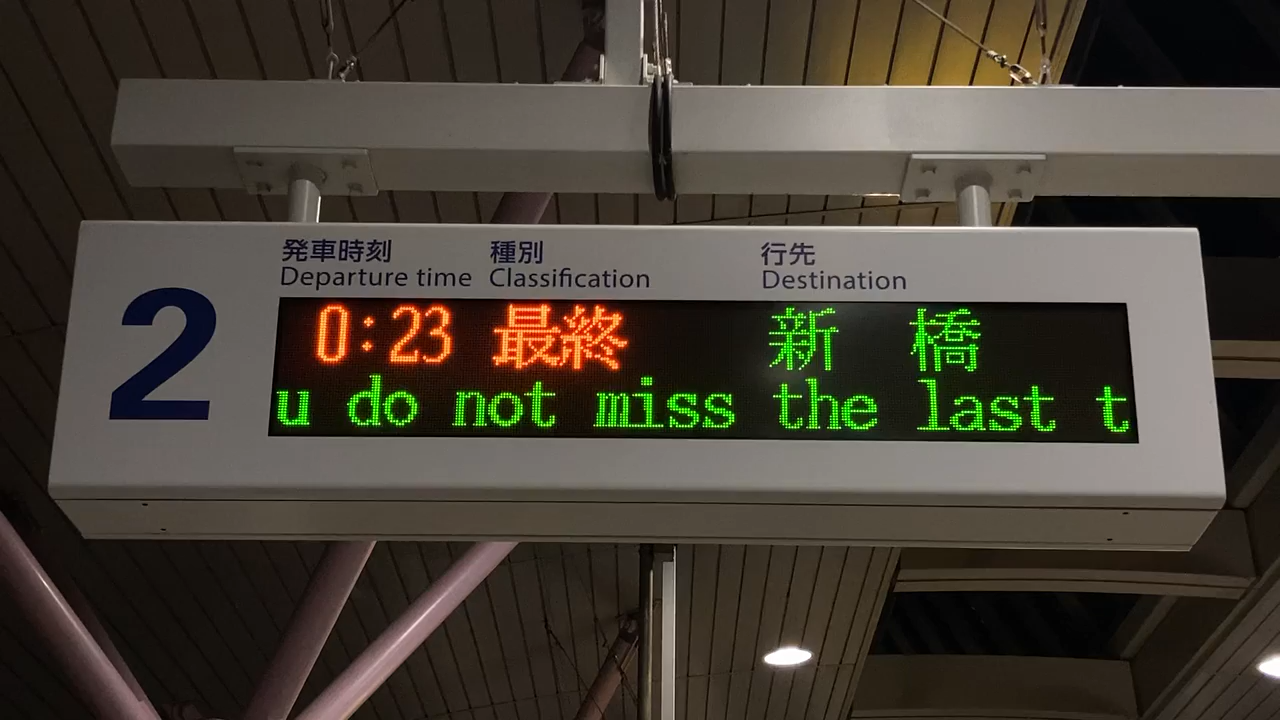 発車時刻 種別 行先
Departure time Classification Destination
2
0:23 最終 新橋
u do not miss the last t